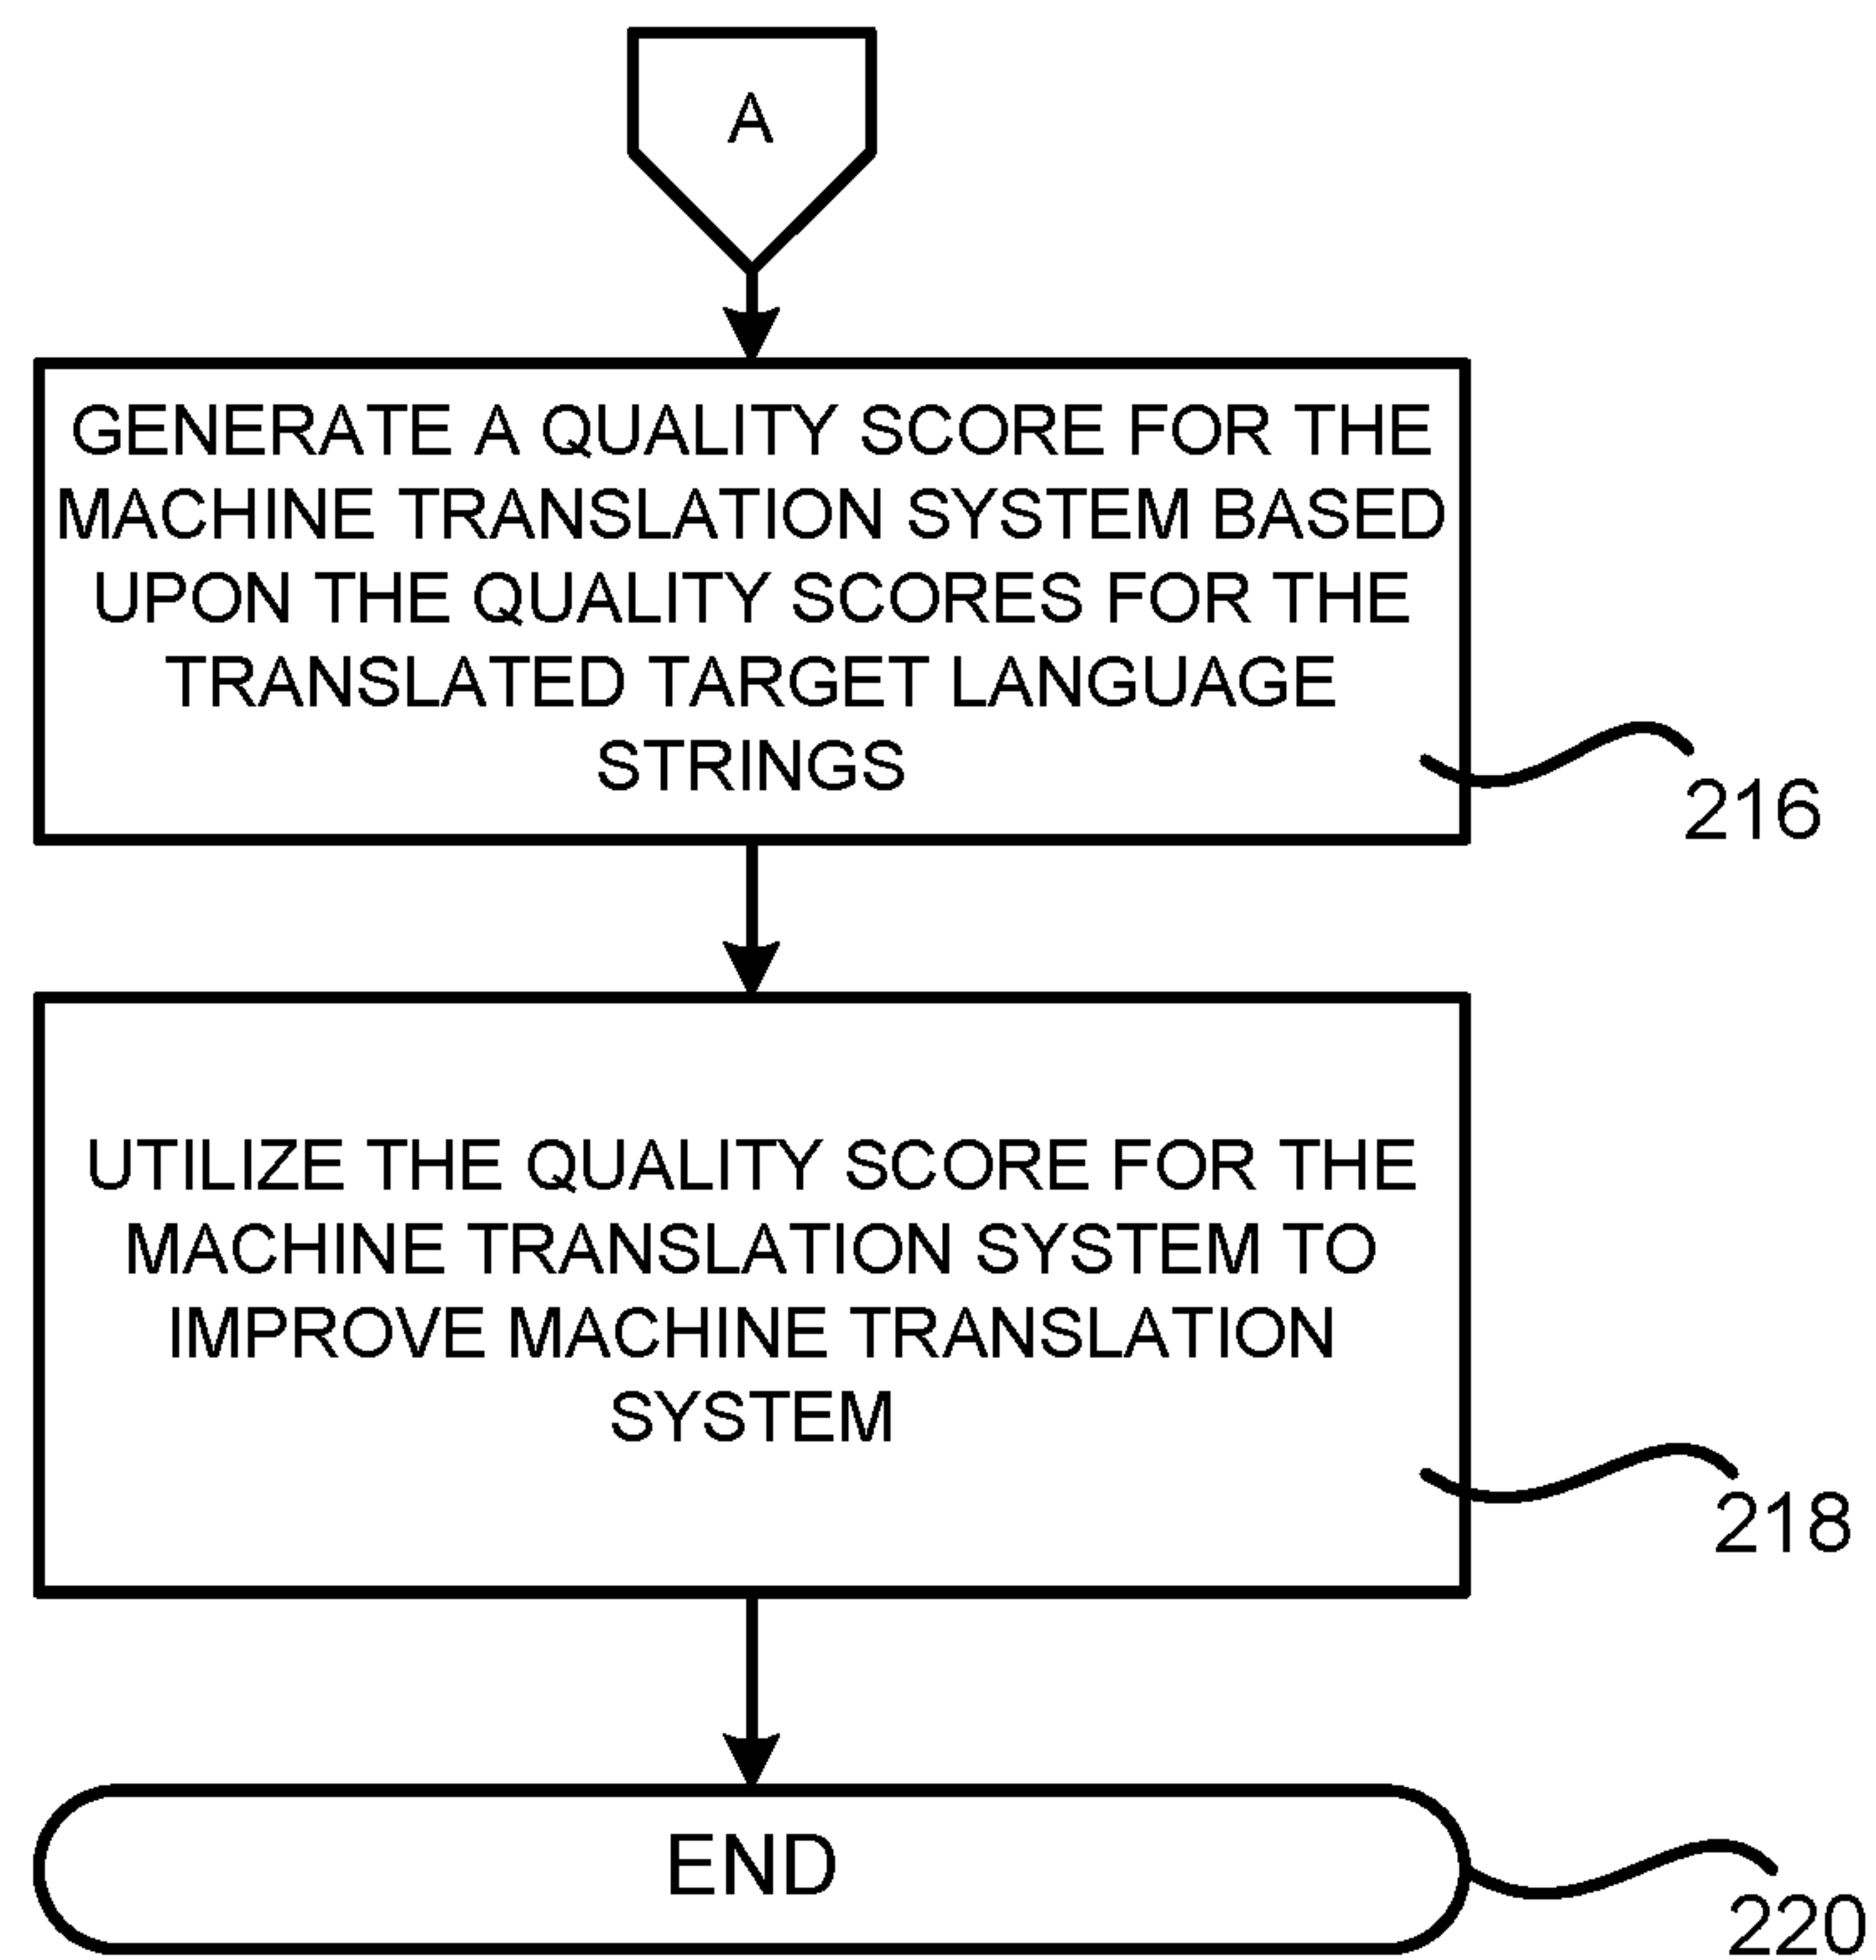 A
GENERATE A QUALITY SCORE FOR THE
MACHINE TRANSLATION SYSTEM BASED
UPON THE QUALITY SCORES FOR THE
TRANSLATED TARGET LANGUAGE
STRINGS
216
UTILIZE THE QUALITY SCORE FOR THE
MACHINE TRANSLATION SYSTEM TO
IMPROVE MACHINE TRANSLATION
SYSTEM
218
END
220